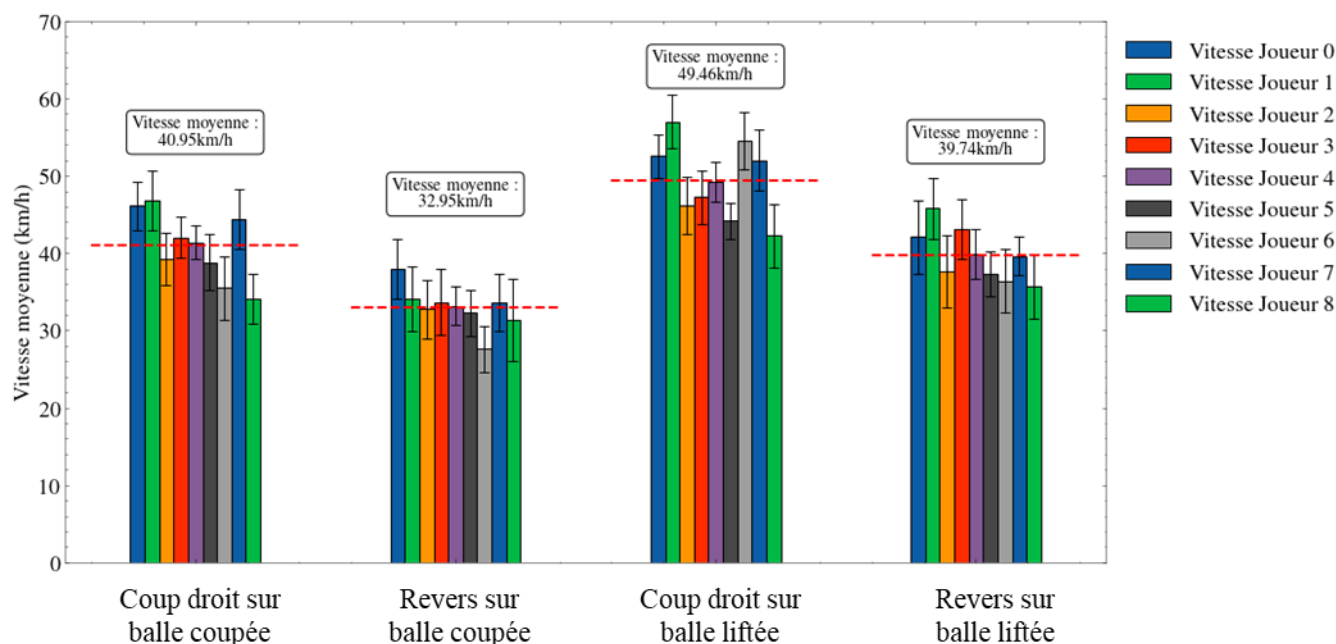 70
60
50
40
30
20
10
0
Vitesse moyenne (km/h)
Vitesse moyenne :
40.95km/h
Vitesse moyenne :
32.95km/h
Vitesse moyenne :
49.46km/h
Vitesse moyenne :
39.74km/h
Coup droit sur
balle coupée
Revers sur
balle coupée
Coup droit sur
balle liftée
Revers sur
balle liftée
Vitesse Joueur 0
Vitesse Joueur 1
Vitesse Joueur 2
Vitesse Joueur 3
Vitesse Joueur 4
Vitesse Joueur 5
Vitesse Joueur 6
Vitesse Joueur 7
Vitesse Joueur 8